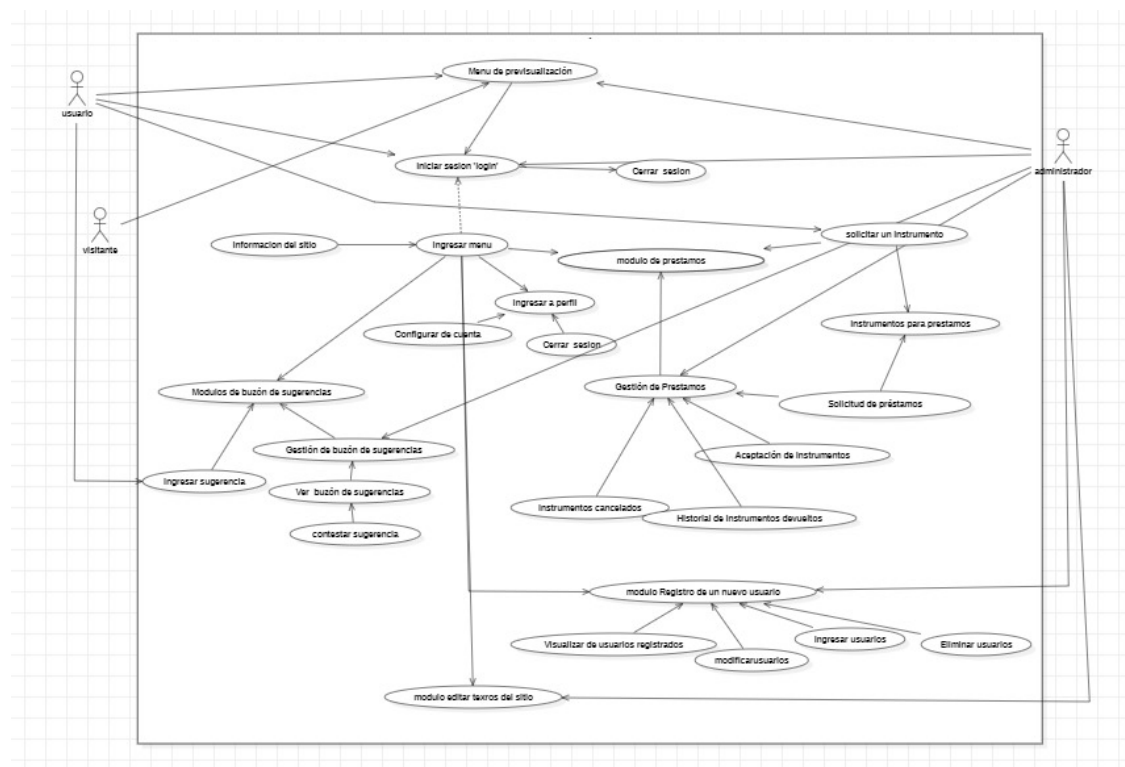 Menu de previsualización
usuario
Iniciar sesion 'login'
Cerrar sesion
administrador
visitante
Informacion del sitio
Ingresar menu
solicitar un instrumento
modulo de prestamos
Ingresar a perfil
Configurar de cuenta
Cerrar sesion
Instrumentos para prestamos
Modulos de buzón de sugerencias
Gestión de Prestamos
Solicitud de préstamos
Gestión de buzón de sugerencias
Aceptación de Instrumentos
Ingresar sugerencia
Ver buzón de sugerencias
Instrumentos cancelados
Historial de Instrumentos devueltos
contestar sugerencia
modulo Registro de un nuevo usuario
Visualizar de usuarios registrados
modificarusuarios
Ingresar usuarios
Eliminar usuarios
modulo editar texros del sitio